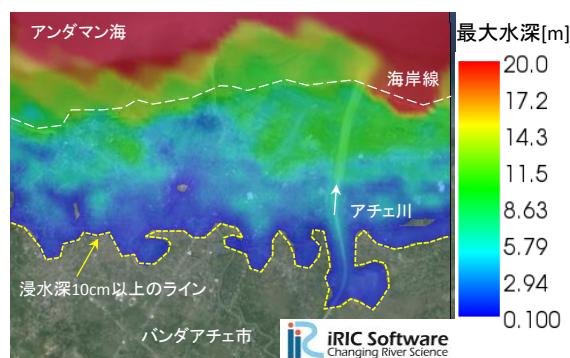 アンダマン海
最大水深[m]
海岸線
20.0
17.2
14.3
11.5
8.63
5.79
2.94
0.100
アチェ川
浸水深10cm以上のライン
バンダアチェ市
iRIC Software
Changing River Science